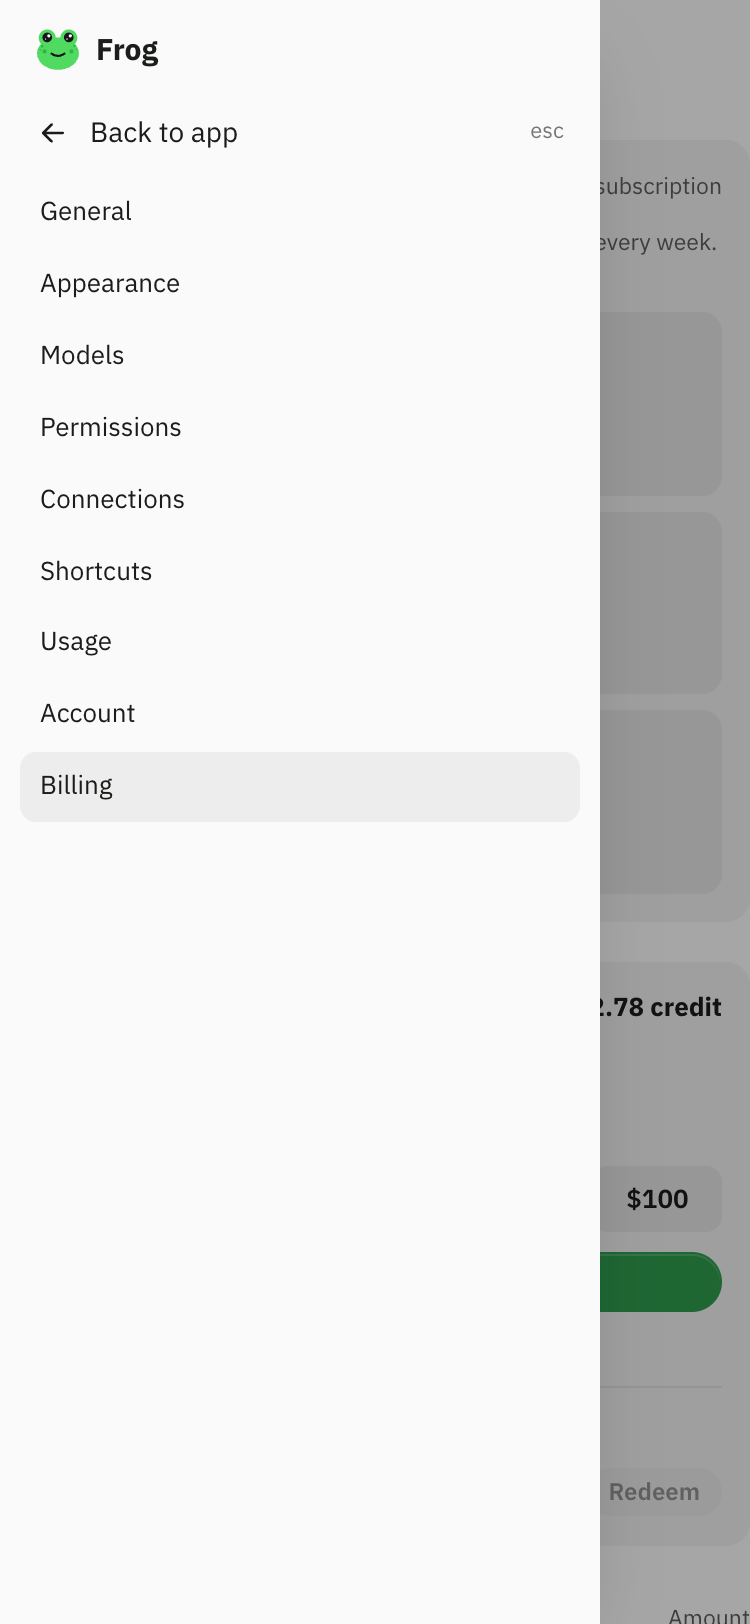 Frog
Back to app
esc
General
Appearance
Models
Permissions
Connections
Shortcuts
Usage
Account
Billing
subscription
every week.
2.78 credit
$100
Redeem
Amount